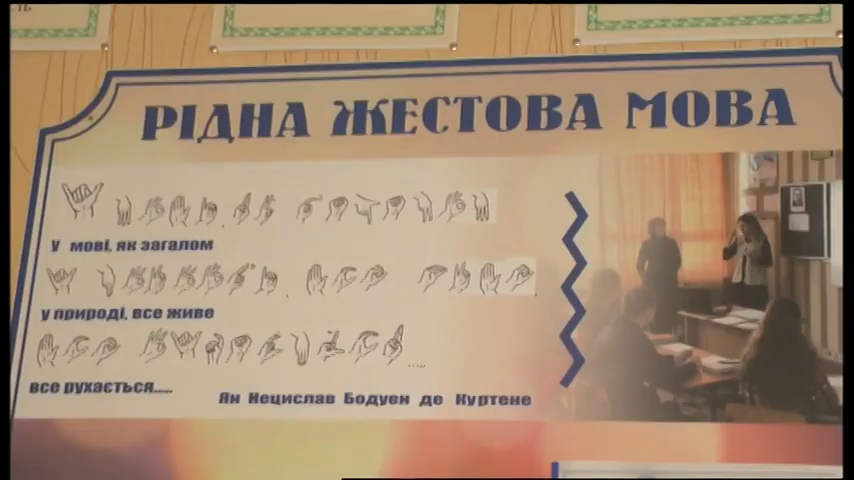 РІДНА ЖЕСТОВА МОВА
У мові, як загалом
у природі, все живе
все рухається.....
Ян Нецислав Бодуен де Куртене